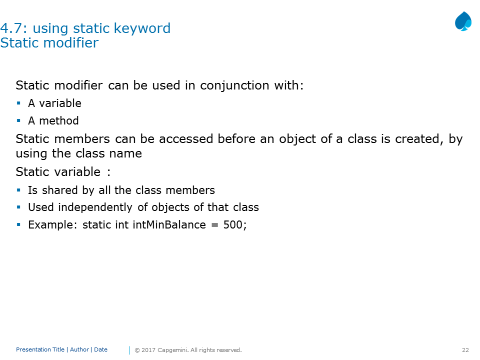 4.7: using static keyword
Static modifier
Static modifier can be used in conjunction with:
▪ A variable
▪ A method
Static members can be accessed before an object of a class is created, by
using the class name
Static variable :
▪ Is shared by all the class members
▪ Used independently of objects of that class
▪ Example: static int intMinBalance = 500;
Presentation Title | Author | Date
© 2017 Capgemini. All rights reserved.
22